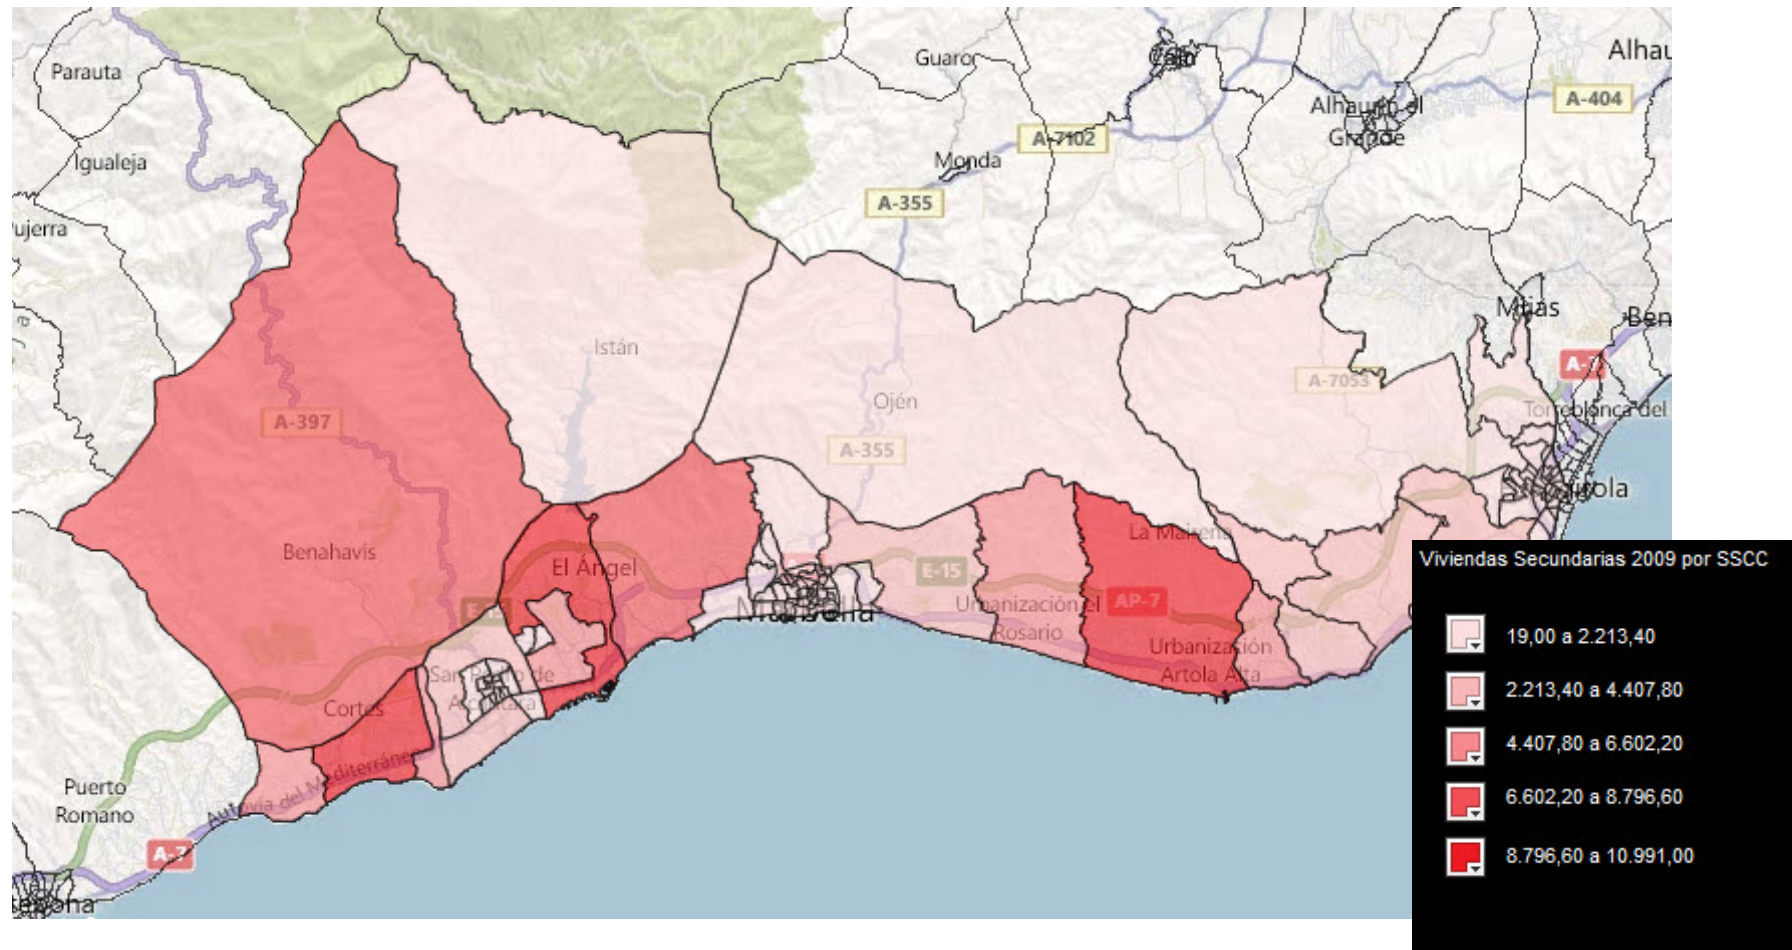 Parauta
Guaro
Coín
Alhau
Alhaurín el
Grande
A-404
A-7102
Igualeja
Monda
A-355
ujerra
Mijas
Ben
A-7
Istán
A-7053
Ojén
Torreblanca del
A-397
A-355
Benahavís
El Ángel
E-15
La Mairena
E-15
Marbella
Urbanización el
Rosario
AP-7
Urbanización
Artola Alta
San Pedro de
Alcántara
Cortes
Autovía del Mediterráneo
Puerto
Romano
A-7
Viviendas Secundarias 2009 por SSCC
19,00 a 2.213,40
2.213,40 a 4.407,80
4.407,80 a 6.602,20
6.602,20 a 8.796,60
8.796,60 a 10.991,00